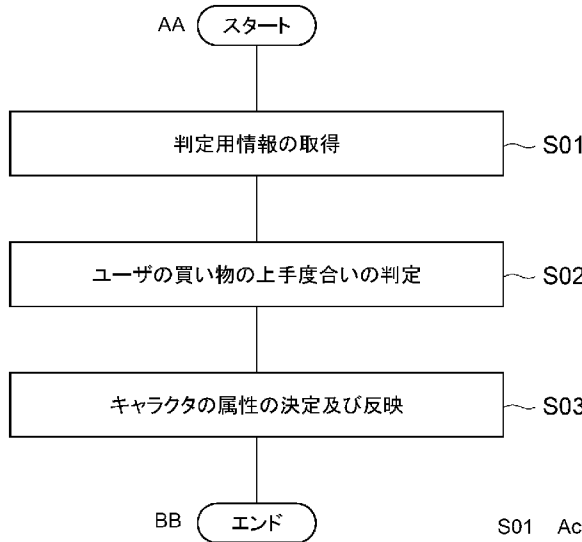 AA スタート
判定用情報の取得 S01
ユーザの買い物の上手度合いの判定 S02
キャラクタの属性の決定及び反映 S03
BB エンド
S01 Ac